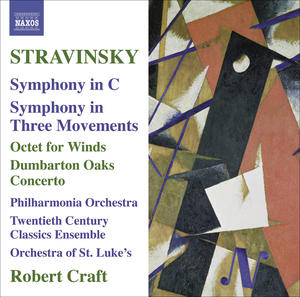 NAXOS
STRAVINSKY
Symphony in C
Symphony in
Three Movements
Octet for Winds
Dumbarton Oaks
Concerto
Philharmonia Orchestra
Twentieth Century
Classics Ensemble
Orchestra of St. Luke's
Robert Craft